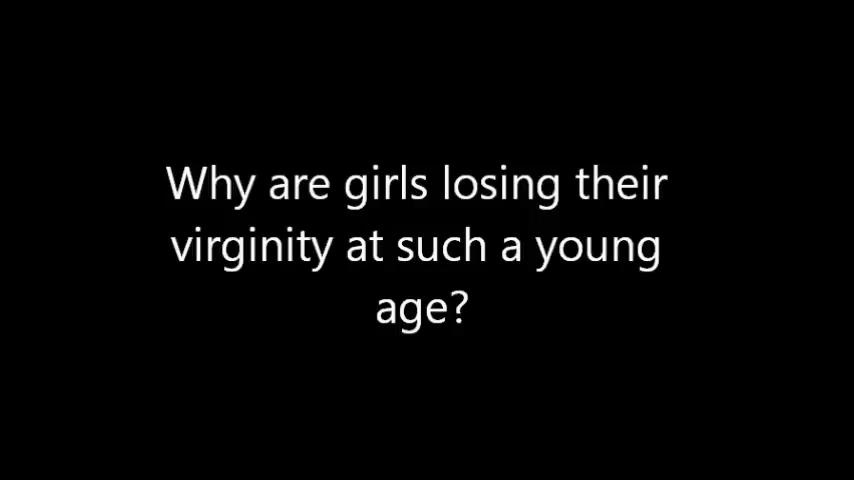 Why are girls losing their
virginity at such a young
age?